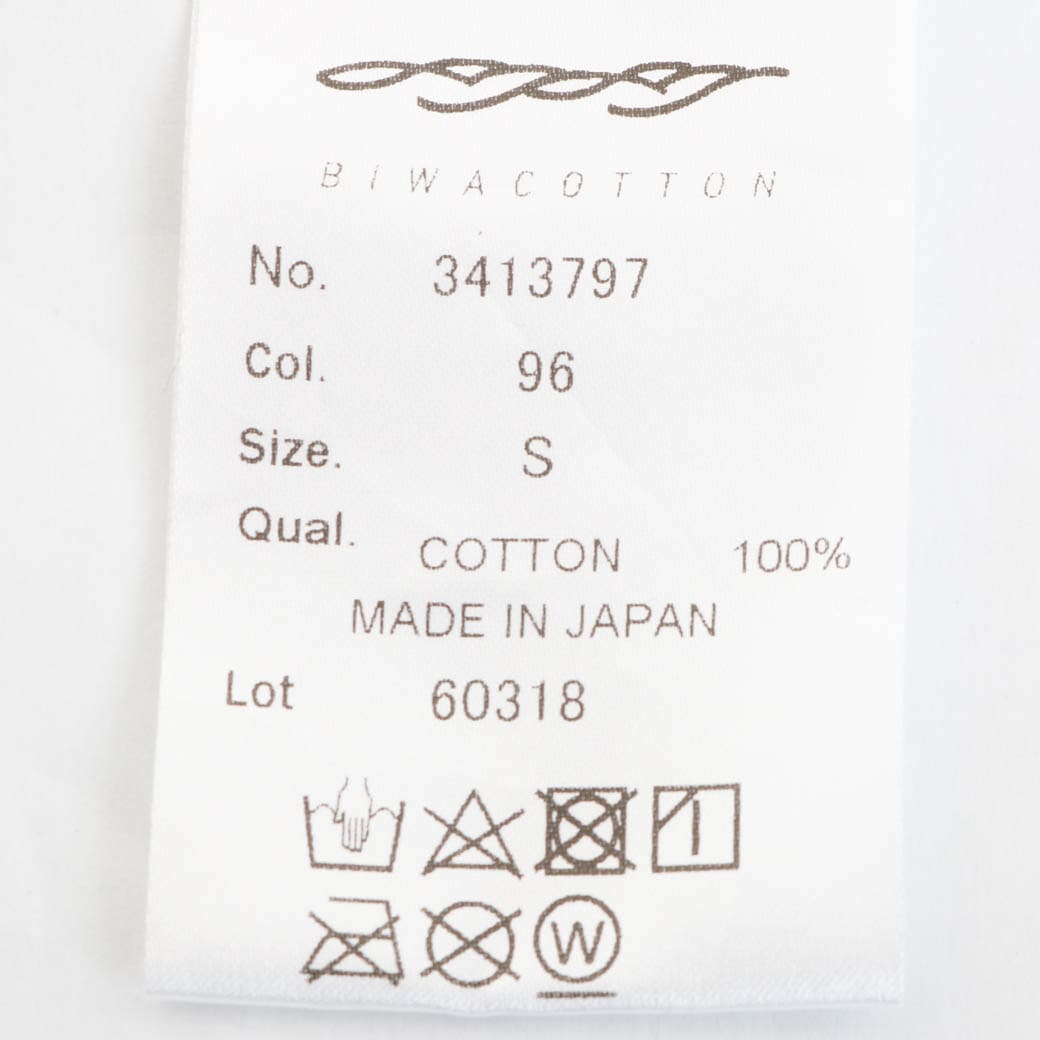 BIWACOTTON
No. 3413797
Col. 96
Size. S
Qual. COTTON 100%
MADE IN JAPAN
Lot 60318
W